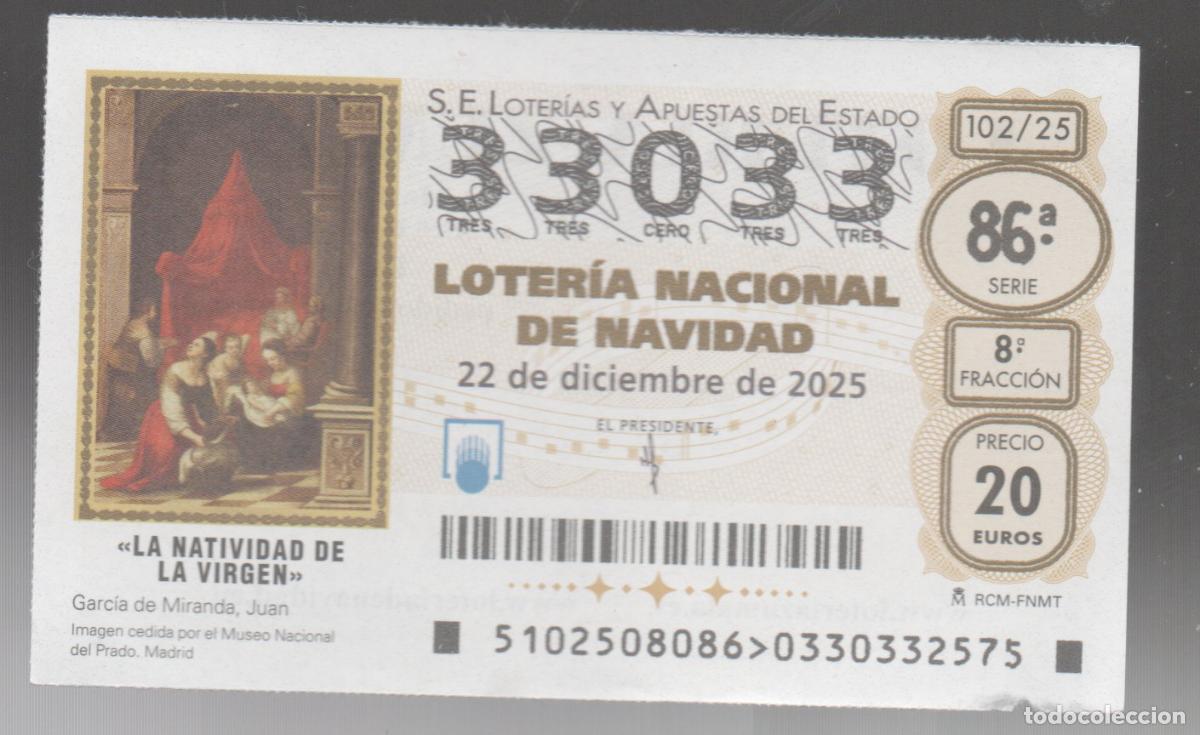 S.E. LOTERÍAS Y APUESTAS DEL ESTADO
33033
TRES TRES CERO TRES TRES
LOTERÍA NACIONAL
DE NAVIDAD
22 de diciembre de 2025
EL PRESIDENTE,
102/25
86ª
SERIE
8ª
FRACCIÓN
PRECIO
20
EUROS
RCM-FNMT
«LA NATIVIDAD DE
LA VIRGEN»
García de Miranda, Juan
Imagen cedida por el Museo Nacional
del Prado. Madrid
5102508086>0330332575
todocoleccion